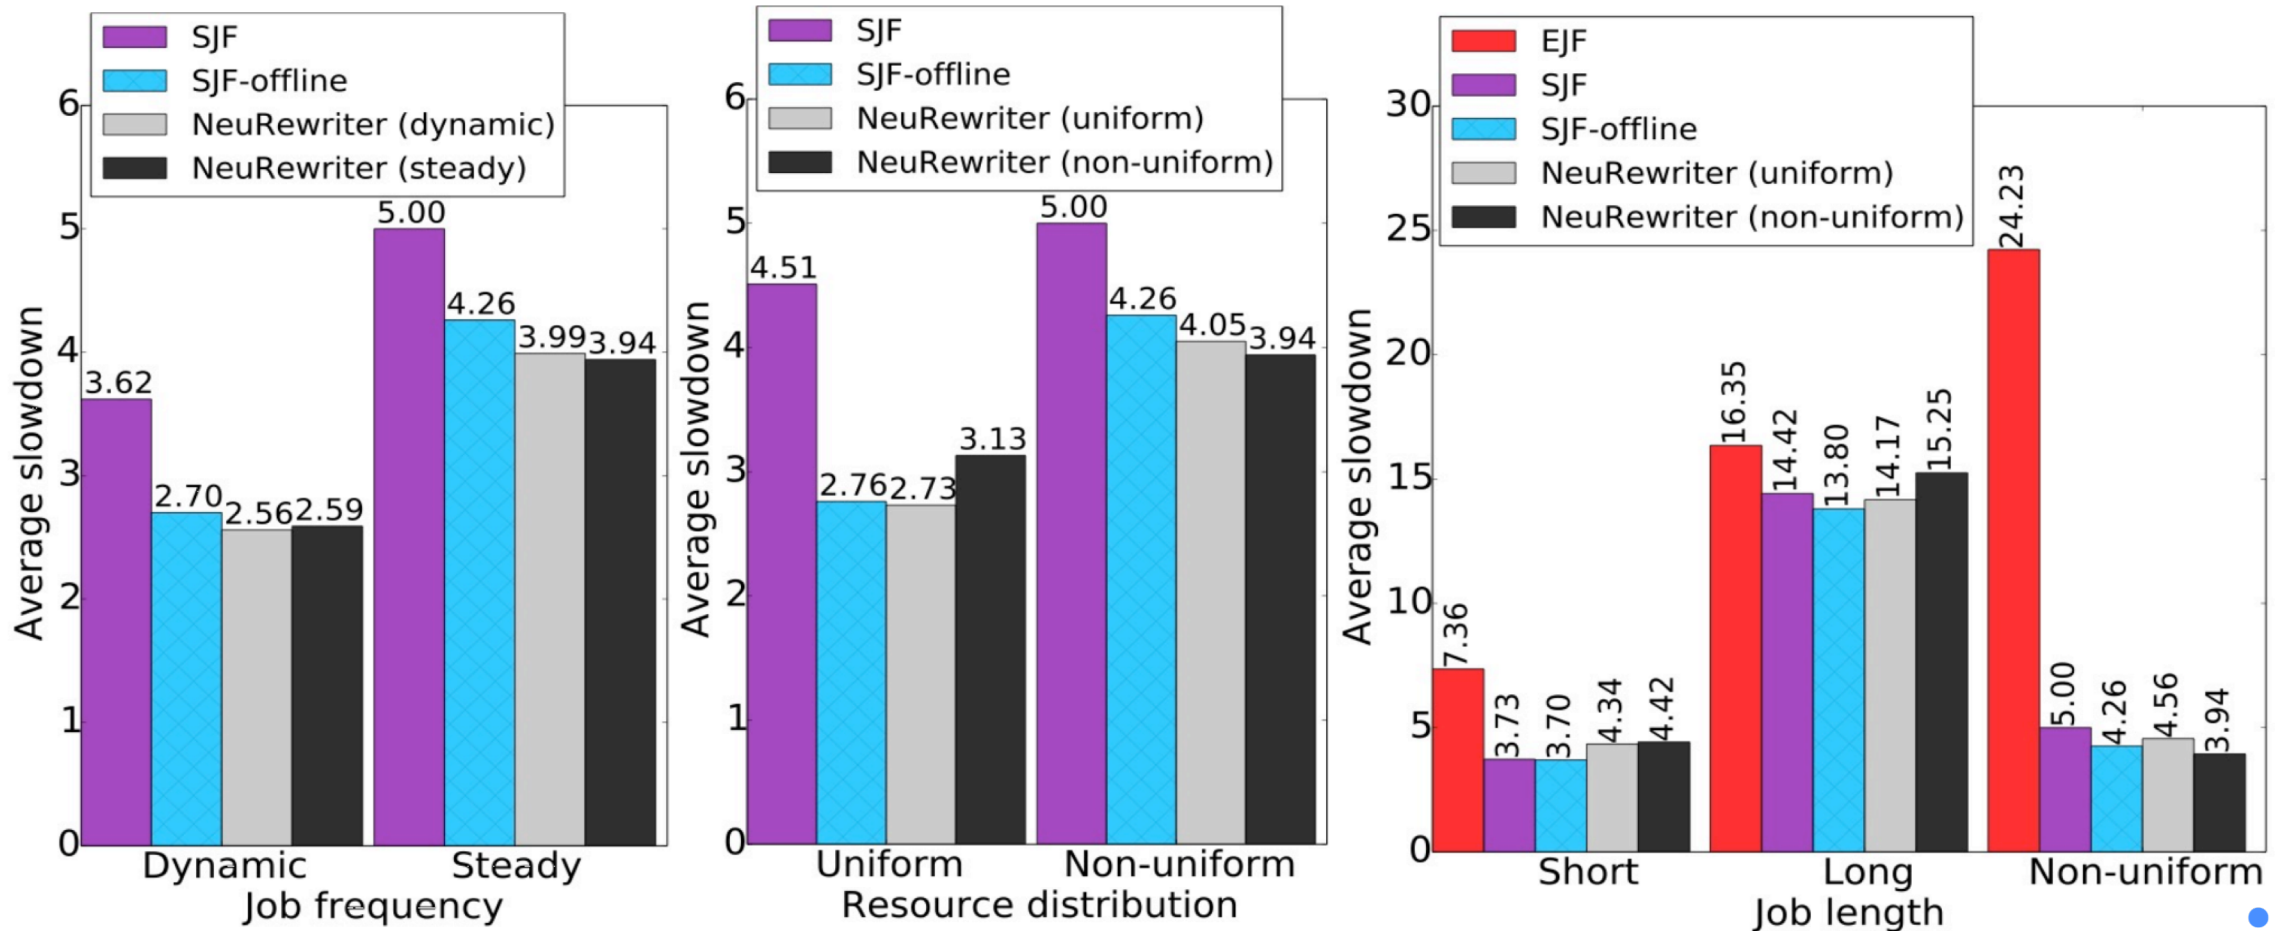 SJF
SJF-offline
NeuRewriter (dynamic)
NeuRewriter (steady)
6
5
4
3
2
1
0
Average slowdown
3.62
2.70
2.56
2.59
5.00
4.26
3.99
3.94
Dynamic
Steady
Job frequency
SJF
SJF-offline
NeuRewriter (uniform)
NeuRewriter (non-uniform)
6
5
4
3
2
1
0
Average slowdown
4.51
2.76
2.73
3.13
5.00
4.26
4.05
3.94
Uniform
Non-uniform
Resource distribution
EJF
SJF
SJF-offline
NeuRewriter (uniform)
NeuRewriter (non-uniform)
30
25
20
15
10
5
0
Average slowdown
7.36
3.73
3.70
4.34
4.42
16.35
14.42
13.80
14.17
15.25
24.23
5.00
4.26
4.56
3.94
Short
Long
Non-uniform
Job length